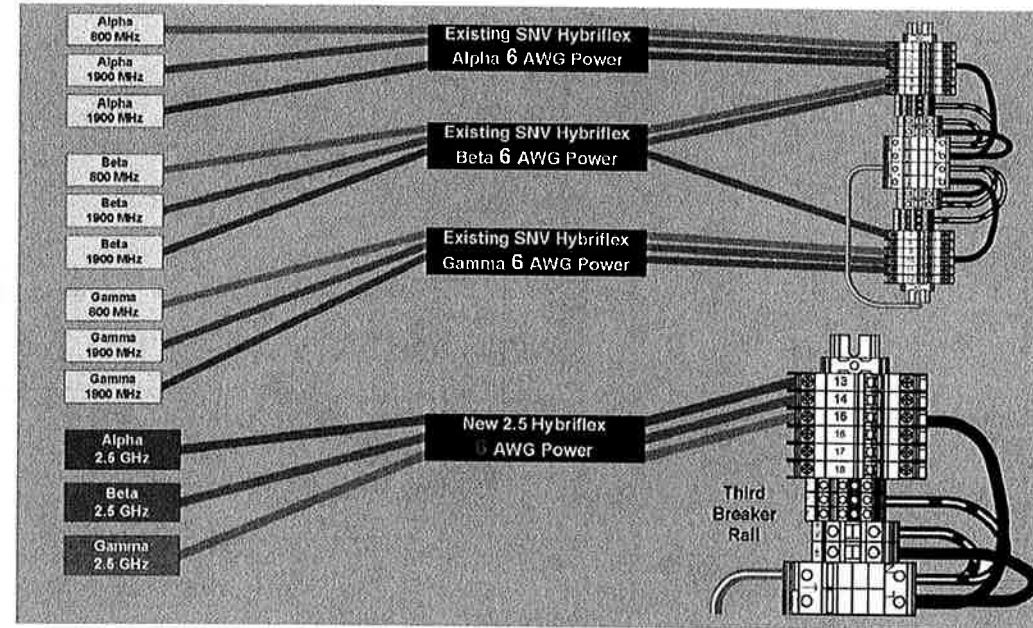 Alpha
800 MHz
Alpha
1900 MHz
Alpha
1900 MHz
Beta
800 MHz
Beta
1900 MHz
Beta
1900 MHz
Gamma
800 MHz
Gamma
1900 MHz
Gamma
1900 MHz
Alpha
2.5 GHz
Beta
2.5 GHz
Gamma
2.5 GHz
Existing SNV Hybriflex
Alpha 6 AWG Power
Existing SNV Hybriflex
Beta 6 AWG Power
Existing SNV Hybriflex
Gamma 6 AWG Power
New 2.5 Hybriflex
6 AWG Power
13
14
15
16
17
18
Third
Breaker
Rail